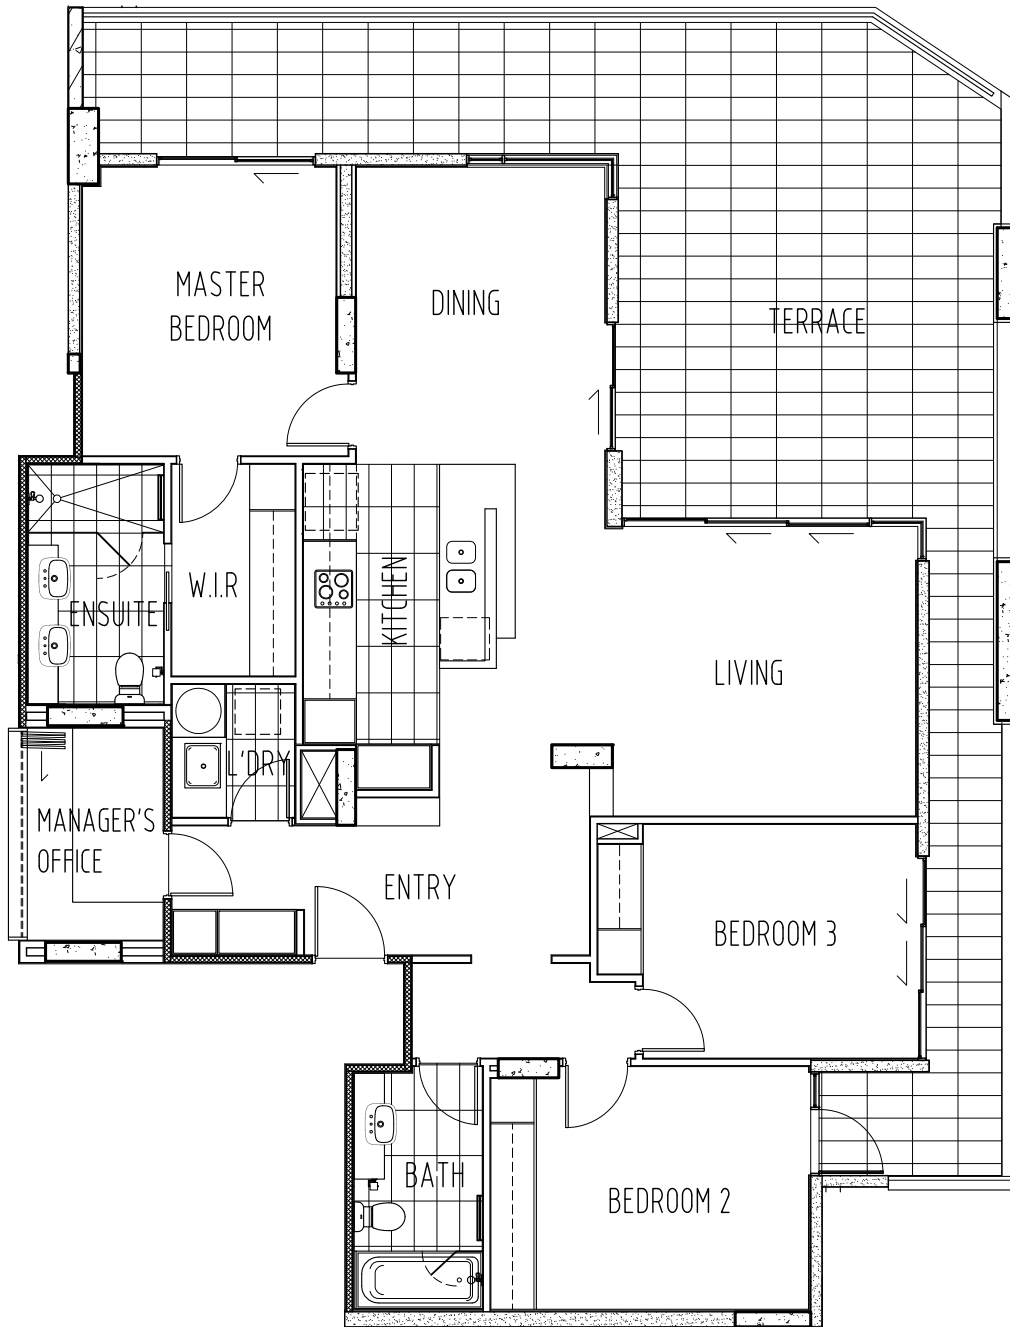 MASTER
BEDROOM
DINING
TERRACE
KITCHEN
W.I.R
ENSUITE
LIVING
L'DRY
MANAGER'S
OFFICE
ENTRY
BEDROOM 3
BATH
BEDROOM 2